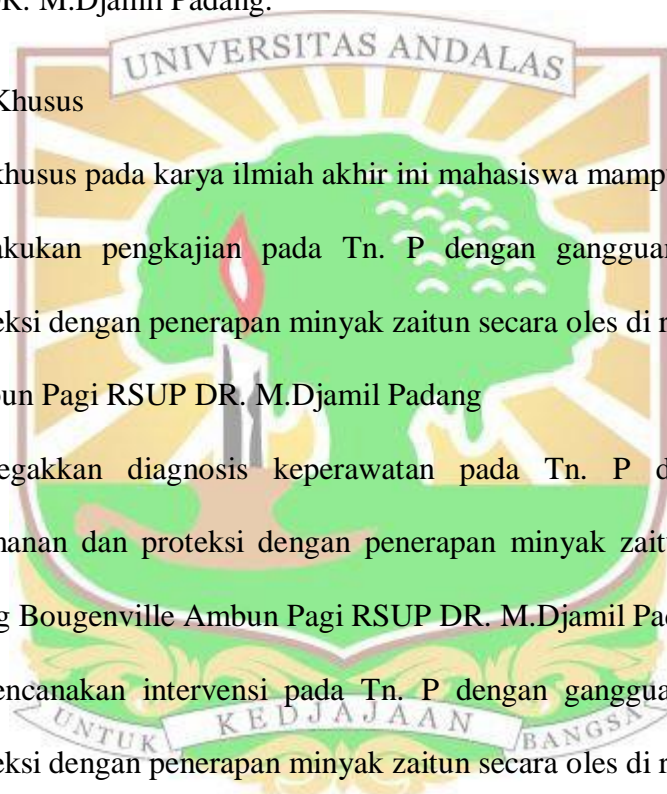 R. M.Djamil Padang.
UNIVERSITAS ANDALAS
Khusus
khusus pada karya ilmiah akhir ini mahasiswa mamp
akukan pengkajian pada Tn. P dengan gangguan
eksi dengan penerapan minyak zaitun secara oles di r
bun Pagi RSUP DR. M.Djamil Padang
egakkan diagnosis keperawatan pada Tn. P d
manan dan proteksi dengan penerapan minyak zait
g Bougenville Ambun Pagi RSUP DR. M.Djamil Pad
encanakan intervensi pada Tn. P dengan ganggua
UNTUK KEDJAJAAN BANGSA
eksi dengan penerapan minyak zaitun secara oles di r